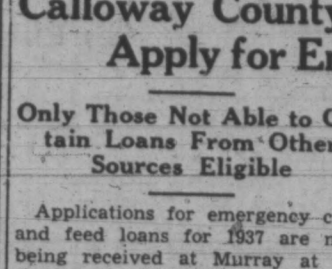 Calloway County
Apply for
Only Those Not Able to
tain Loans From Other
Sources Eligible
Applications for emergency
and feed loans for 1937 are
being received at Murray at